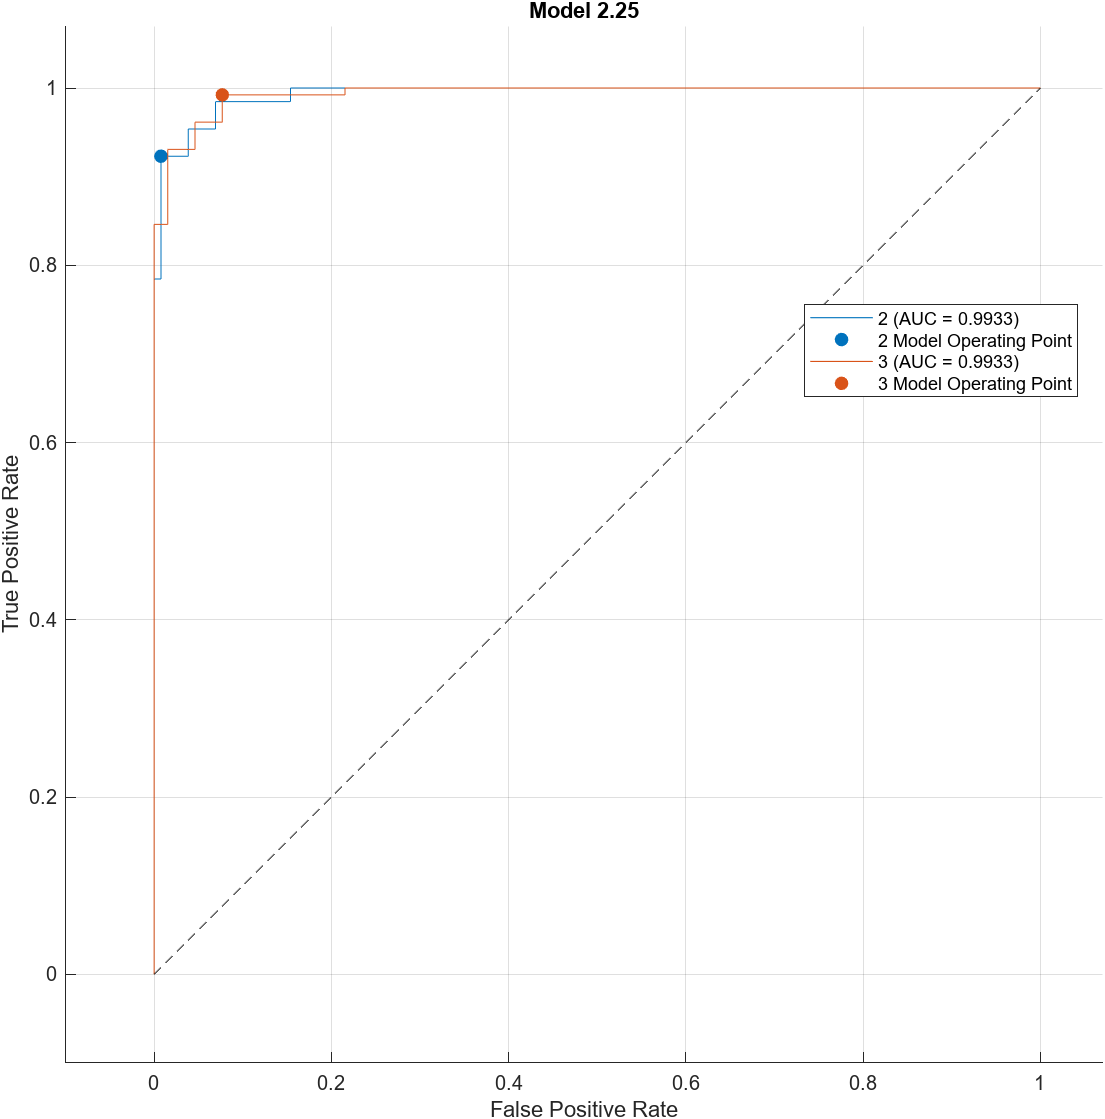 Model 2.25
1
0.8
0.6
0.4
0.2
0
True Positive Rate
2 (AUC = 0.9933)
2 Model Operating Point
3 (AUC = 0.9933)
3 Model Operating Point
0
0.2
0.4
0.6
0.8
1
False Positive Rate